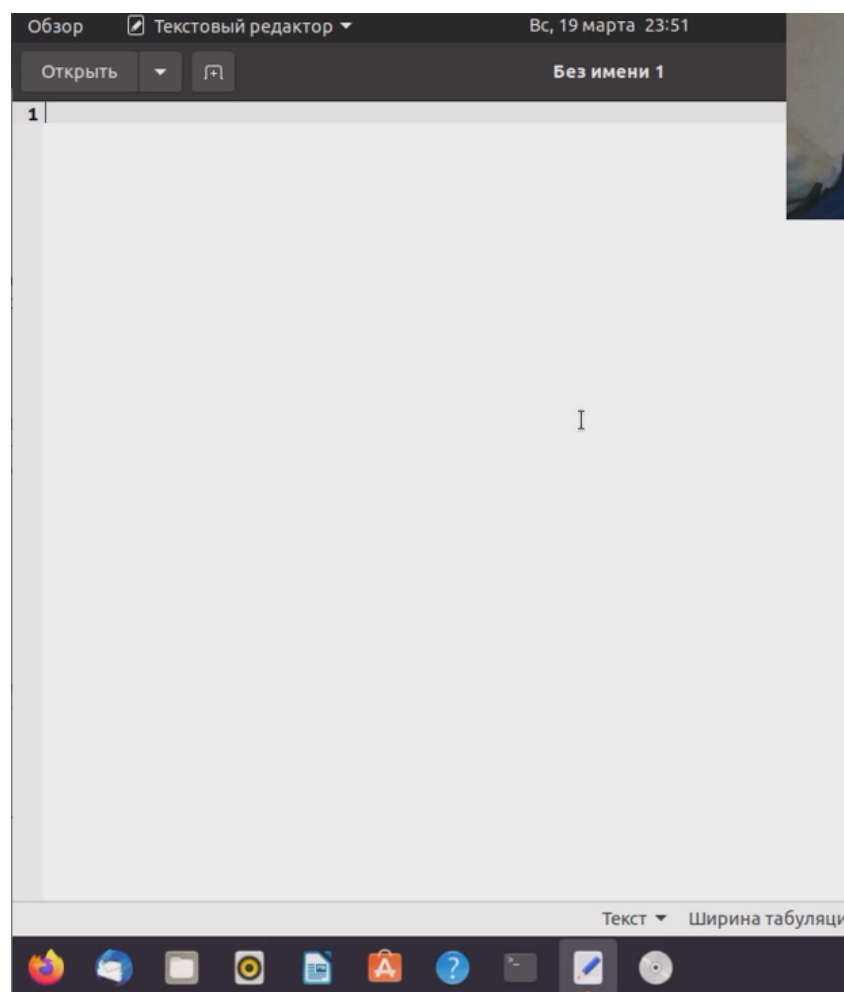 Обзор Текстовый редактор Вс, 19 марта 23:51
Открыть Без имени 1
1
Текст Ширина табуляци